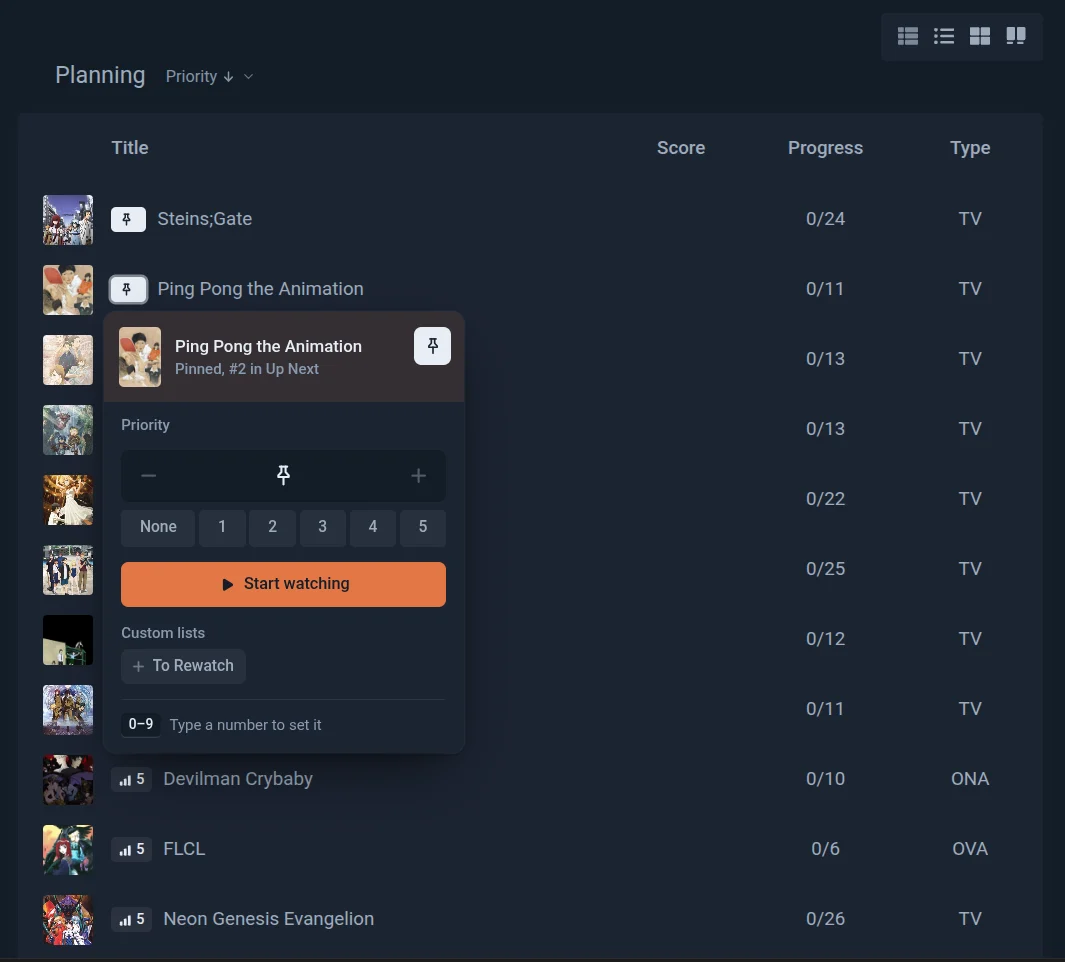 Planning Priority
Title Score Progress Type
Steins;Gate 0/24 TV
Ping Pong the Animation 0/11 TV
Ping Pong the Animation
Pinned, #2 in Up Next
0/13 TV
Priority
0/13 TV
0/22 TV
None 1 2 3 4 5
0/25 TV
Start watching
Custom lists
0/12 TV
To Rewatch
0/11 TV
0–9 Type a number to set it
5 Devilman Crybaby 0/10 ONA
5 FLCL 0/6 OVA
5 Neon Genesis Evangelion 0/26 TV